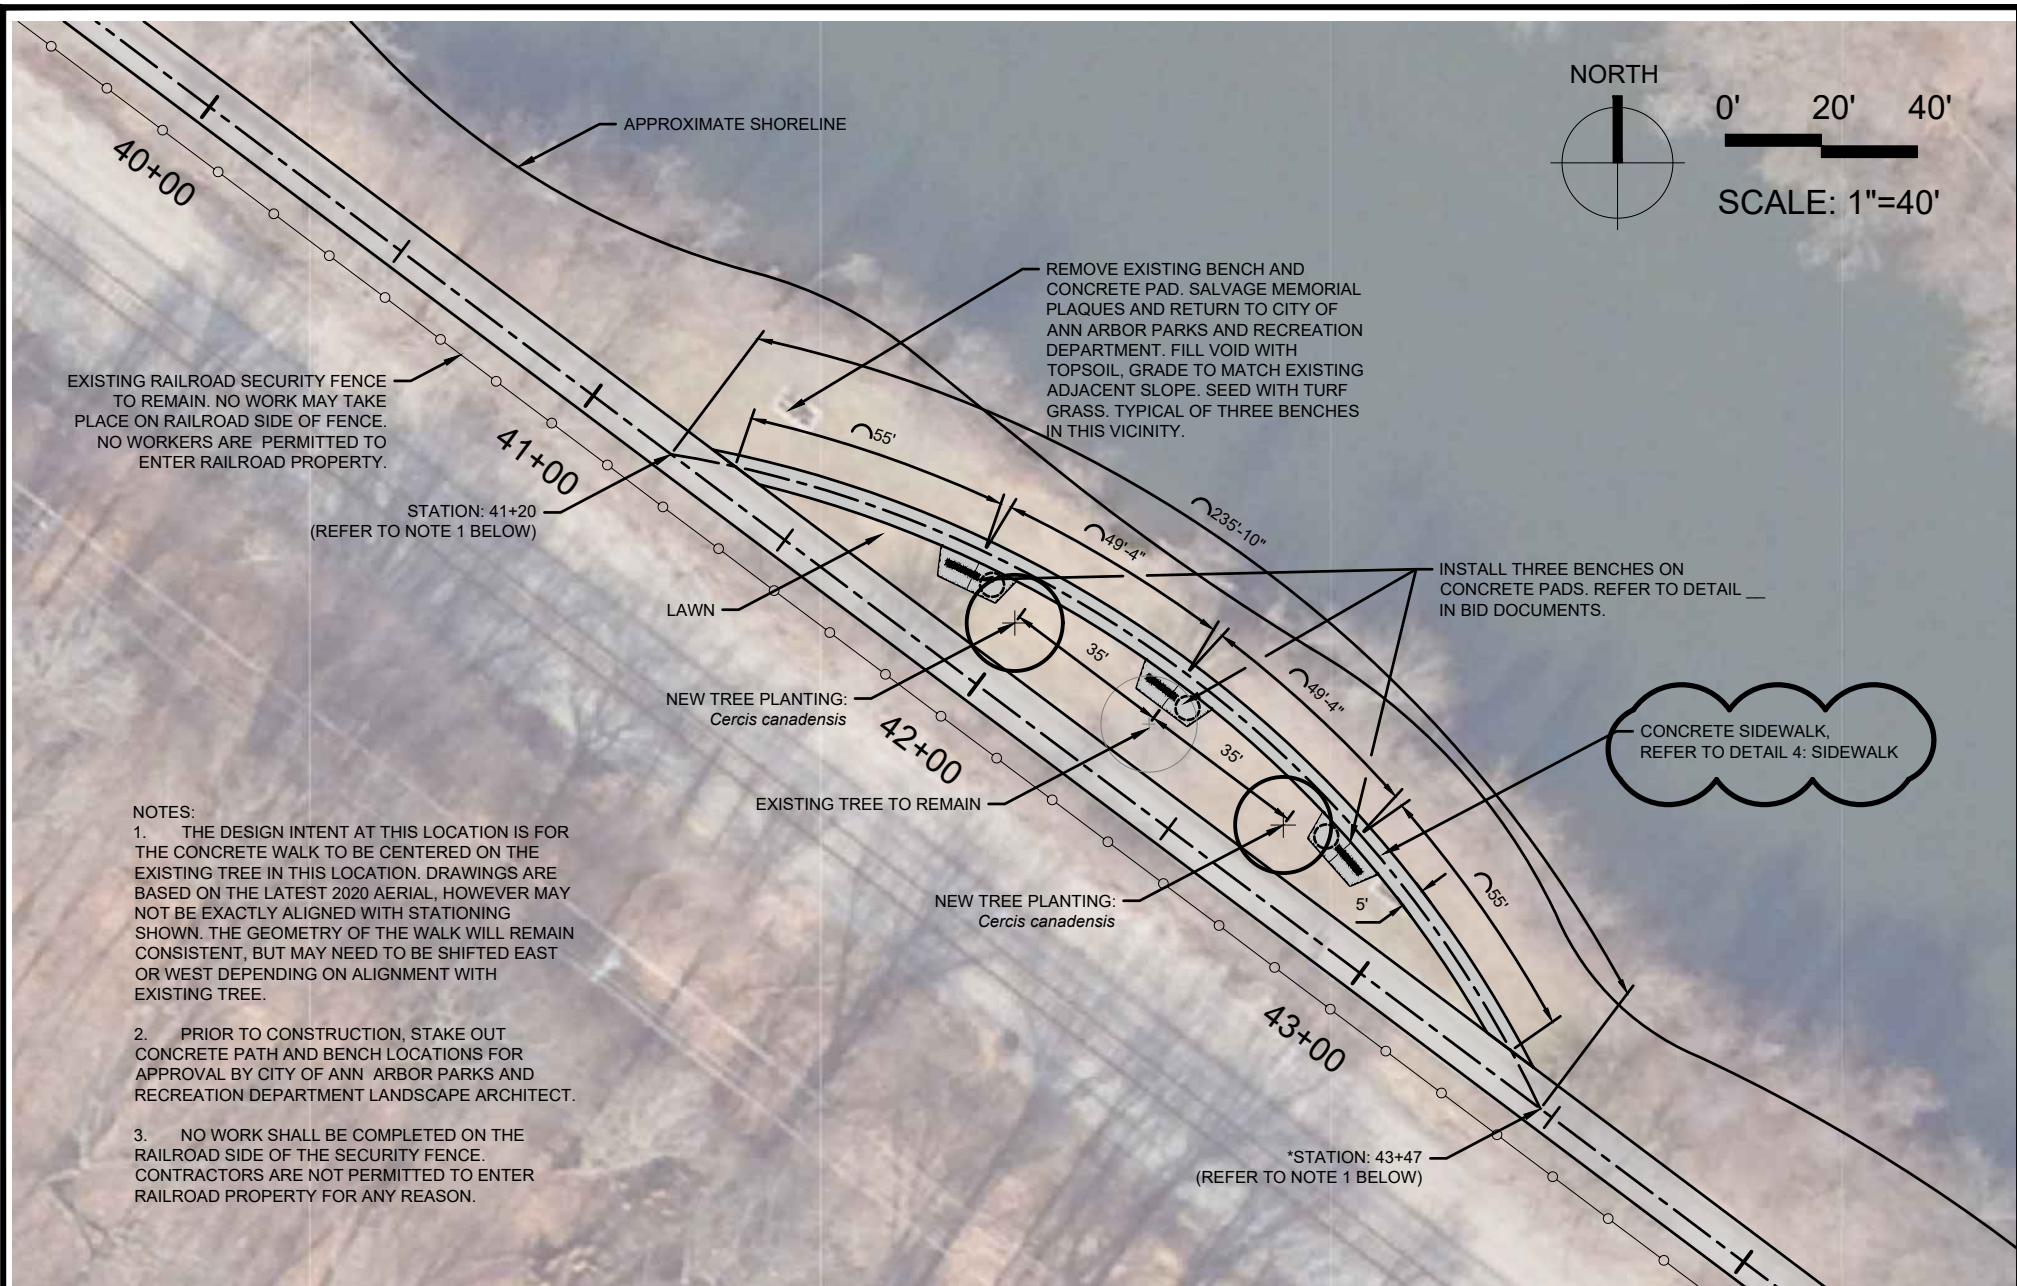 NORTH
0' 20' 40'
SCALE: 1"=40'
APPROXIMATE SHORELINE
40+00
REMOVE EXISTING BENCH AND
CONCRETE PAD. SALVAGE MEMORIAL
PLAQUES AND RETURN TO CITY OF
ANN ARBOR PARKS AND RECREATION
DEPARTMENT. FILL VOID WITH
TOPSOIL, GRADE TO MATCH EXISTING
ADJACENT SLOPE. SEED WITH TURF
GRASS. TYPICAL OF THREE BENCHES
IN THIS VICINITY.
EXISTING RAILROAD SECURITY FENCE
TO REMAIN. NO WORK MAY TAKE
PLACE ON RAILROAD SIDE OF FENCE.
NO WORKERS ARE PERMITTED TO
ENTER RAILROAD PROPERTY.
55'
41+00
STATION: 41+20
(REFER TO NOTE 1 BELOW)
235'-10"
49'-4"
INSTALL THREE BENCHES ON
CONCRETE PADS. REFER TO DETAIL __
IN BID DOCUMENTS.
LAWN
35'
49'-4"
NEW TREE PLANTING:
Cercis canadensis
42+00
35'
CONCRETE SIDEWALK,
REFER TO DETAIL 4: SIDEWALK
EXISTING TREE TO REMAIN
NEW TREE PLANTING:
Cercis canadensis
5'
55'
43+00
*STATION: 43+47
(REFER TO NOTE 1 BELOW)
NOTES:
1. THE DESIGN INTENT AT THIS LOCATION IS FOR
THE CONCRETE WALK TO BE CENTERED ON THE
EXISTING TREE IN THIS LOCATION. DRAWINGS ARE
BASED ON THE LATEST 2020 AERIAL, HOWEVER MAY
NOT BE EXACTLY ALIGNED WITH STATIONING
SHOWN. THE GEOMETRY OF THE WALK WILL REMAIN
CONSISTENT, BUT MAY NEED TO BE SHIFTED EAST
OR WEST DEPENDING ON ALIGNMENT WITH
EXISTING TREE.
2. PRIOR TO CONSTRUCTION, STAKE OUT
CONCRETE PATH AND BENCH LOCATIONS FOR
APPROVAL BY CITY OF ANN ARBOR PARKS AND
RECREATION DEPARTMENT LANDSCAPE ARCHITECT.
3. NO WORK SHALL BE COMPLETED ON THE
RAILROAD SIDE OF THE SECURITY FENCE.
CONTRACTORS ARE NOT PERMITTED TO ENTER
RAILROAD PROPERTY FOR ANY REASON.